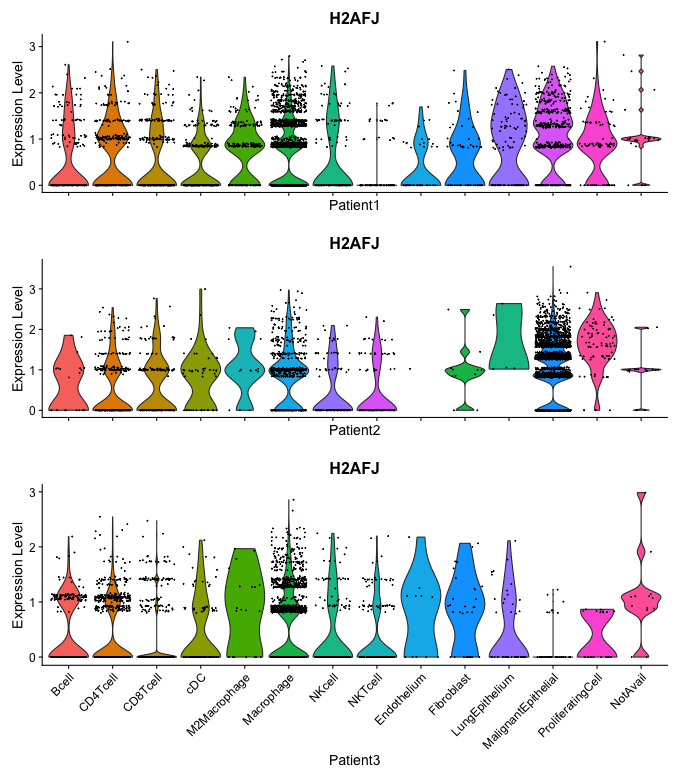 H2AFJ
Expression Level
3
2
1
0
Patient1
H2AFJ
Expression Level
3
2
1
0
Patient2
H2AFJ
Expression Level
3
2
1
0
Bcell
CD4Tcell
CD8Tcell
cDC
M2Macrophage
Macrophage
NKcell
NKTcell
Endothelium
Fibroblast
LungEpithelium
MalignantEpithelial
ProliferatingCell
NotAvail
Patient3